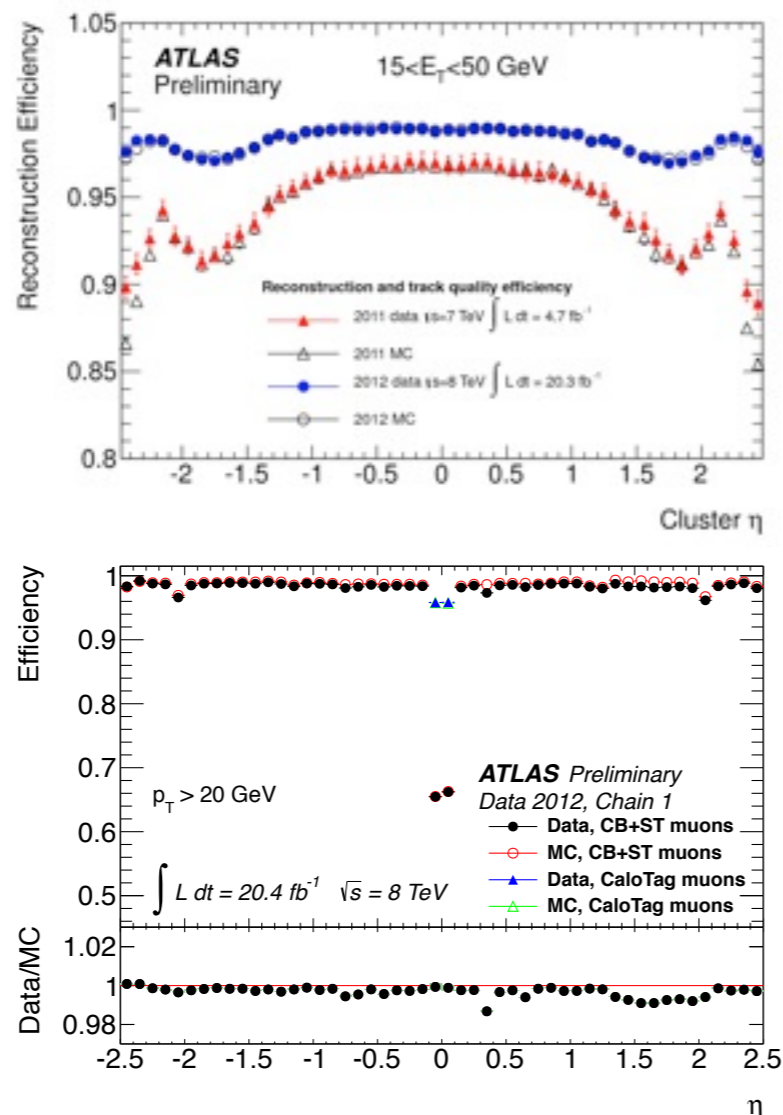 1.05
ATLAS
Preliminary
15<E_T<50 GeV
Reconstruction Efficiency
1
0.95
0.9
0.85
0.8
Reconstruction and track quality efficiency
2011 data √s=7 TeV ∫ L dt = 4.7 fb⁻¹
2011 MC
2012 data √s=8 TeV ∫ L dt = 20.3 fb⁻¹
2012 MC
-2 -1.5 -1 -0.5 0 0.5 1 1.5 2
Cluster η
Efficiency
1
0.9
0.8
0.7
0.6
0.5
p_T > 20 GeV
ATLAS Preliminary
Data 2012, Chain 1
Data, CB+ST muons
MC, CB+ST muons
Data, CaloTag muons
MC, CaloTag muons
∫ L dt = 20.4 fb⁻¹ √s = 8 TeV
Data/MC
1.02
1
0.98
-2.5 -2 -1.5 -1 -0.5 0 0.5 1 1.5 2 2.5
η